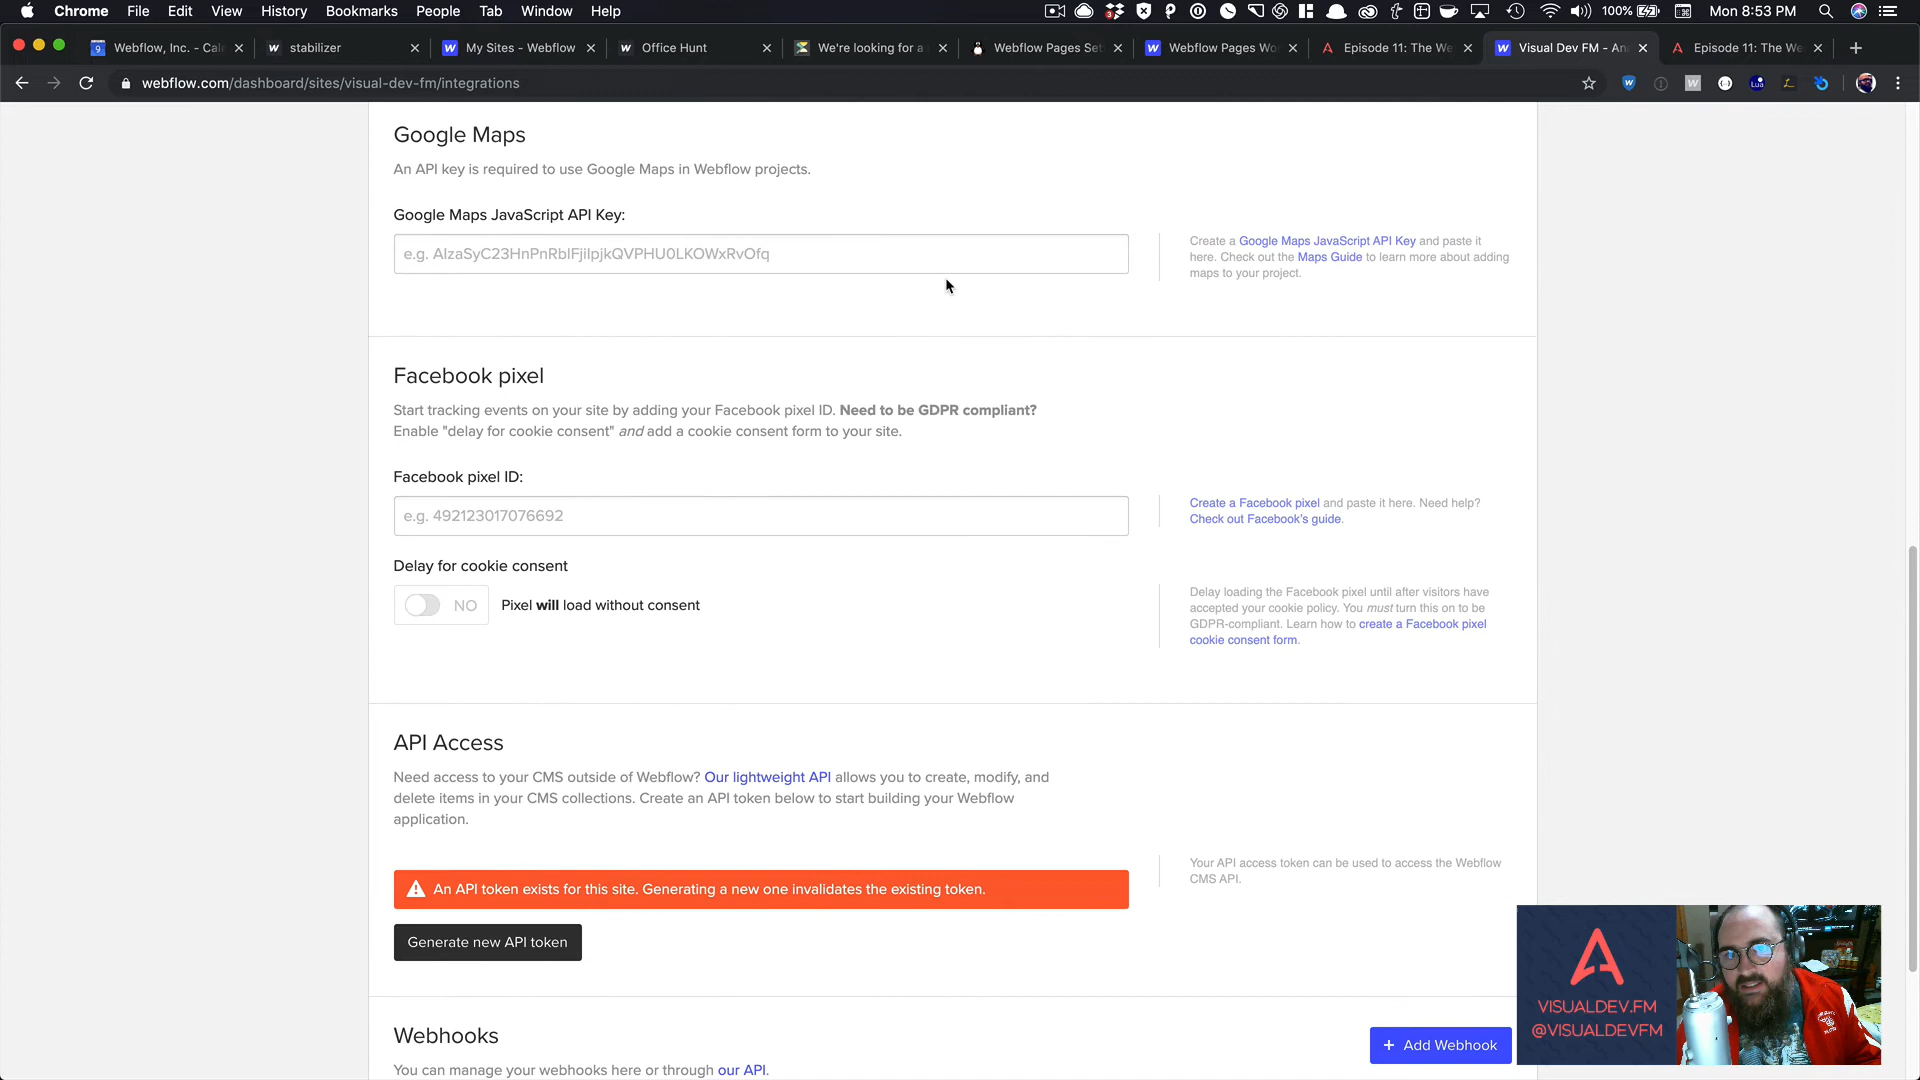 Chrome File Edit View History Bookmarks People Tab Window Help 100% Mon 8:53 PM
Webflow, Inc. - Cale stabilizer My Sites - Webflow Office Hunt We're looking for a Webflow Pages Set Webflow Pages Wo Episode 11: The We Visual Dev FM - An Episode 11: The We
webflow.com/dashboard/sites/visual-dev-fm/integrations
Google Maps
An API key is required to use Google Maps in Webflow projects.
Google Maps JavaScript API Key:
e.g. AIzaSyC23HnPnRblFjiIpjkQVPHU0LKOWxRvOfq
Create a Google Maps JavaScript API Key and paste it
here. Check out the Maps Guide to learn more about adding
maps to your project.
Facebook pixel
Start tracking events on your site by adding your Facebook pixel ID. Need to be GDPR compliant?
Enable "delay for cookie consent" and add a cookie consent form to your site.
Facebook pixel ID:
e.g. 492123017076692
Create a Facebook pixel and paste it here. Need help?
Check out Facebook's guide.
Delay for cookie consent
NO Pixel will load without consent
Delay loading the Facebook pixel until after visitors have
accepted your cookie policy. You must turn this on to be
GDPR-compliant. Learn how to create a Facebook pixel
cookie consent form.
API Access
Need access to your CMS outside of Webflow? Our lightweight API allows you to create, modify, and
delete items in your CMS collections. Create an API token below to start building your Webflow
application.
An API token exists for this site. Generating a new one invalidates the existing token.
Your API access token can be used to access the Webflow
CMS API.
Generate new API token
Webhooks
+ Add Webhook
You can manage your webhooks here or through our API.
VISUALDEV.FM
@VISUALDEVFM